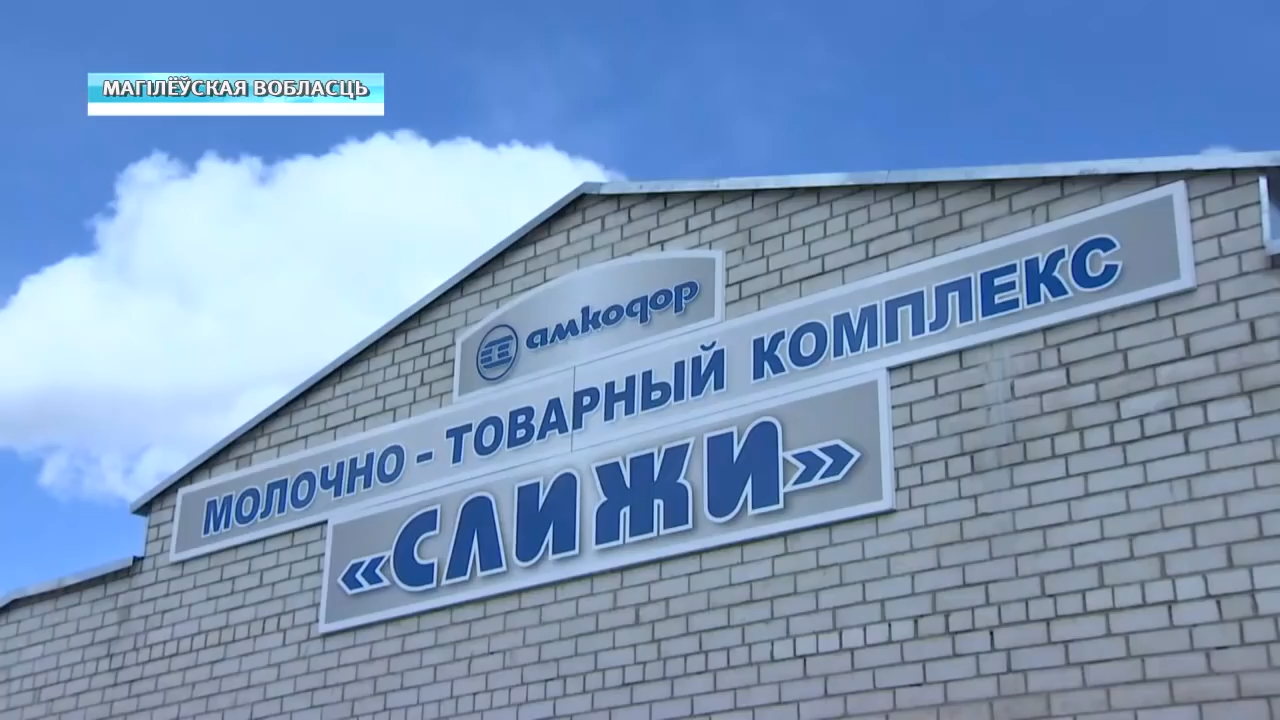 МАГІЛЁЎСКАЯ ВОБЛАСЦЬ
амкодор
МОЛОЧНО - ТОВАРНЫЙ КОМПЛЕКС
«СЛИЖИ»